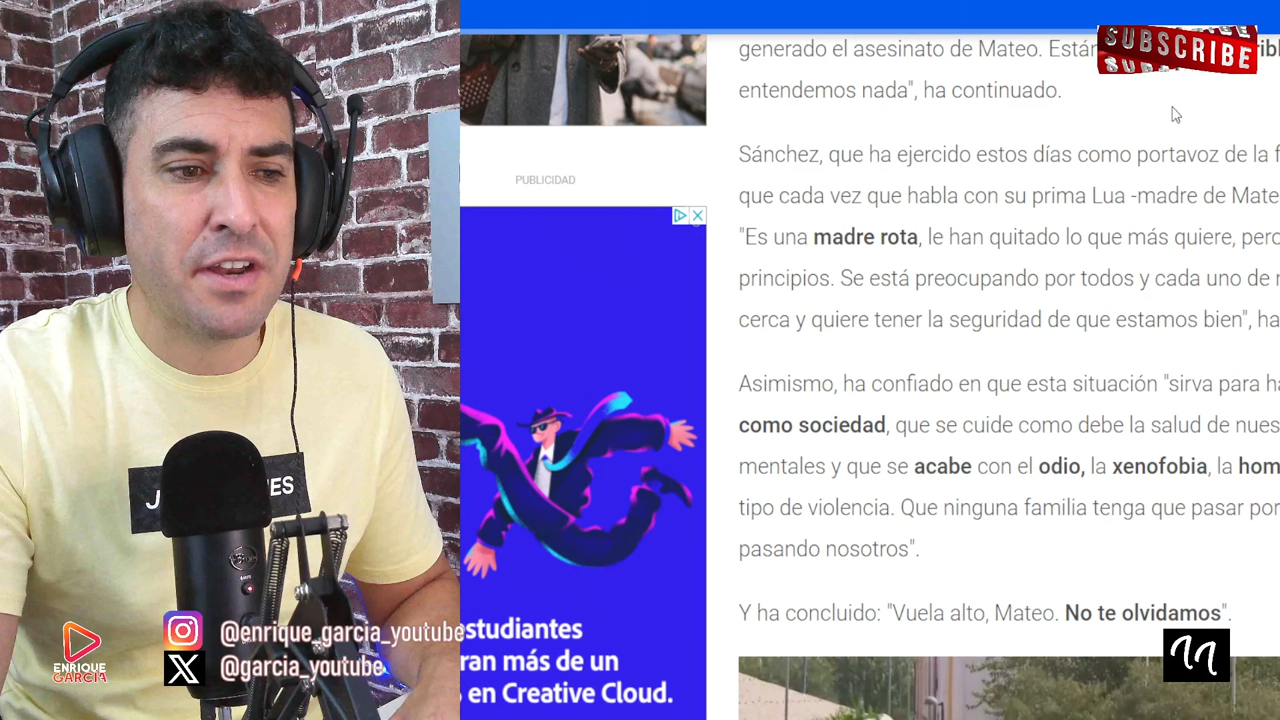 generado el asesinato de Mateo. Están
entendemos nada", ha continuado.
Sánchez, que ha ejercido estos días como portavoz de la f
que cada vez que habla con su prima Lua -madre de Mate
"Es una madre rota, le han quitado lo que más quiere, pero
principios. Se está preocupando por todos y cada uno de n
cerca y quiere tener la seguridad de que estamos bien", ha
Asimismo, ha confiado en que esta situación "sirva para ha
como sociedad, que se cuide como debe la salud de nues
mentales y que se acabe con el odio, la xenofobia, la hom
tipo de violencia. Que ninguna familia tenga que pasar por
pasando nosotros".
Y ha concluido: "Vuela alto, Mateo. No te olvidamos".
SUBSCRIBE
PUBLICIDAD
studiantes
ran más de un
en Creative Cloud.
J ES
ENRIQUE
GARCIA
@enrique_garcia_youtube
@garcia_youtube